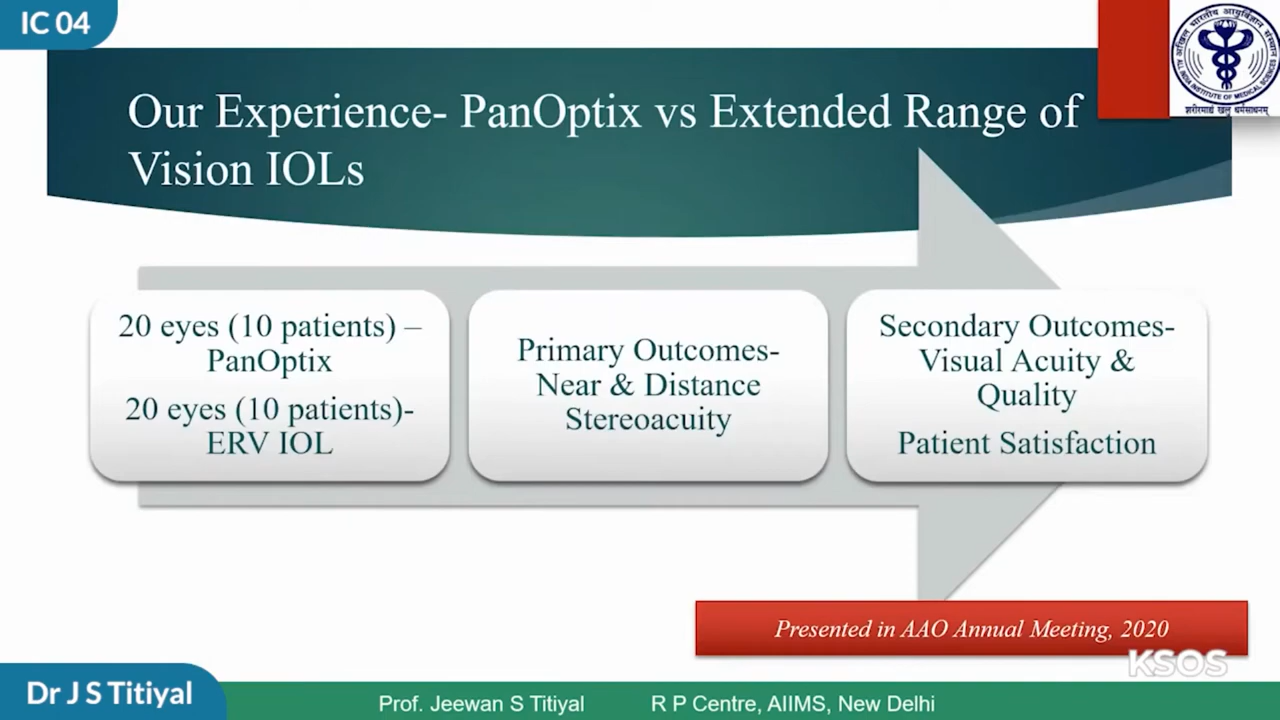 IC 04
Our Experience- PanOptix vs Extended Range of
Vision IOLs
20 eyes (10 patients) –
PanOptix
20 eyes (10 patients)-
ERV IOL
Primary Outcomes-
Near & Distance
Stereoacuity
Secondary Outcomes-
Visual Acuity &
Quality
Patient Satisfaction
Presented in AAO Annual Meeting, 2020
KSOS
Dr J S Titiyal
Prof. Jeewan S Titiyal R P Centre, AIIMS, New Delhi